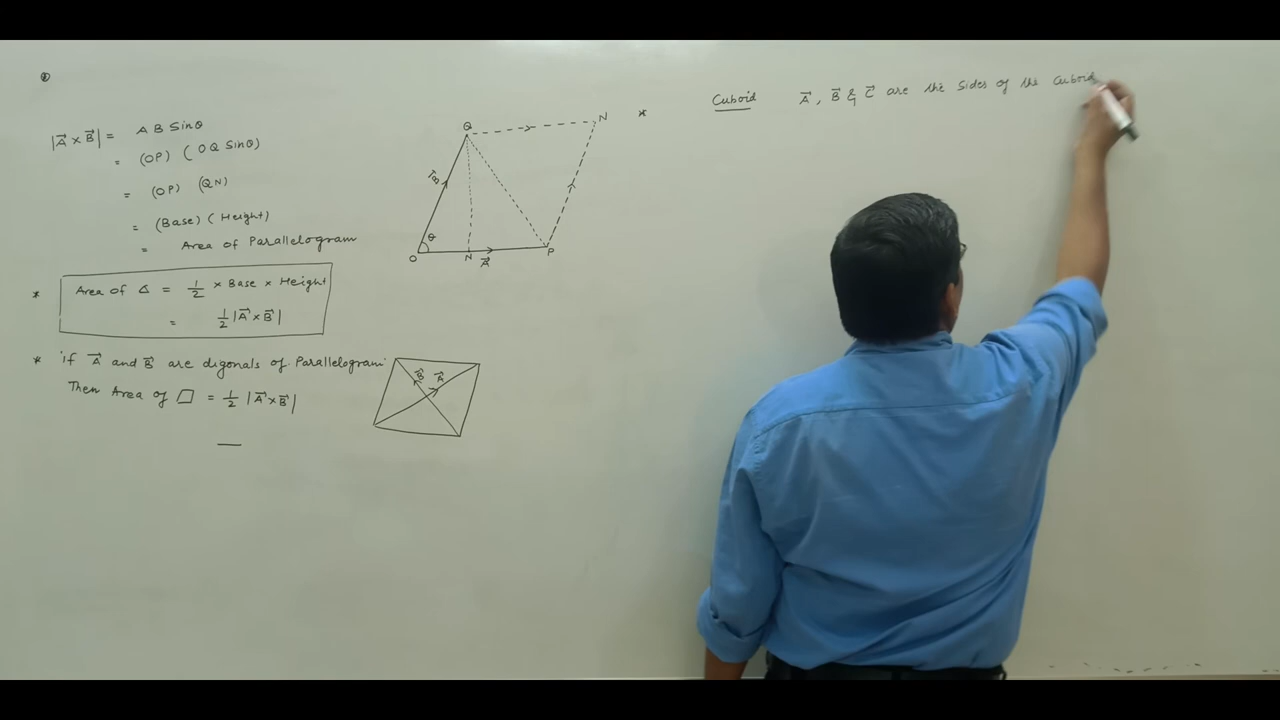 |A⃗ × B⃗| = A B Sinθ
= (OP) ( OQ Sinθ)
= (OP) (QN)
= (Base) ( Height)
= Area of Parallelogram
* Area of Δ = 1/2 × Base × Height
= 1/2 |A⃗ × B⃗|
* if A⃗ and B⃗ are digonals of Parallelogram
Then Area of ▱ = 1/2 |A⃗ × B⃗|
Q
N
B⃗
θ
O
N
A⃗
P
B⃗
A⃗
* Cuboid A⃗, B⃗ & C⃗ are the Sides of the Cuboid